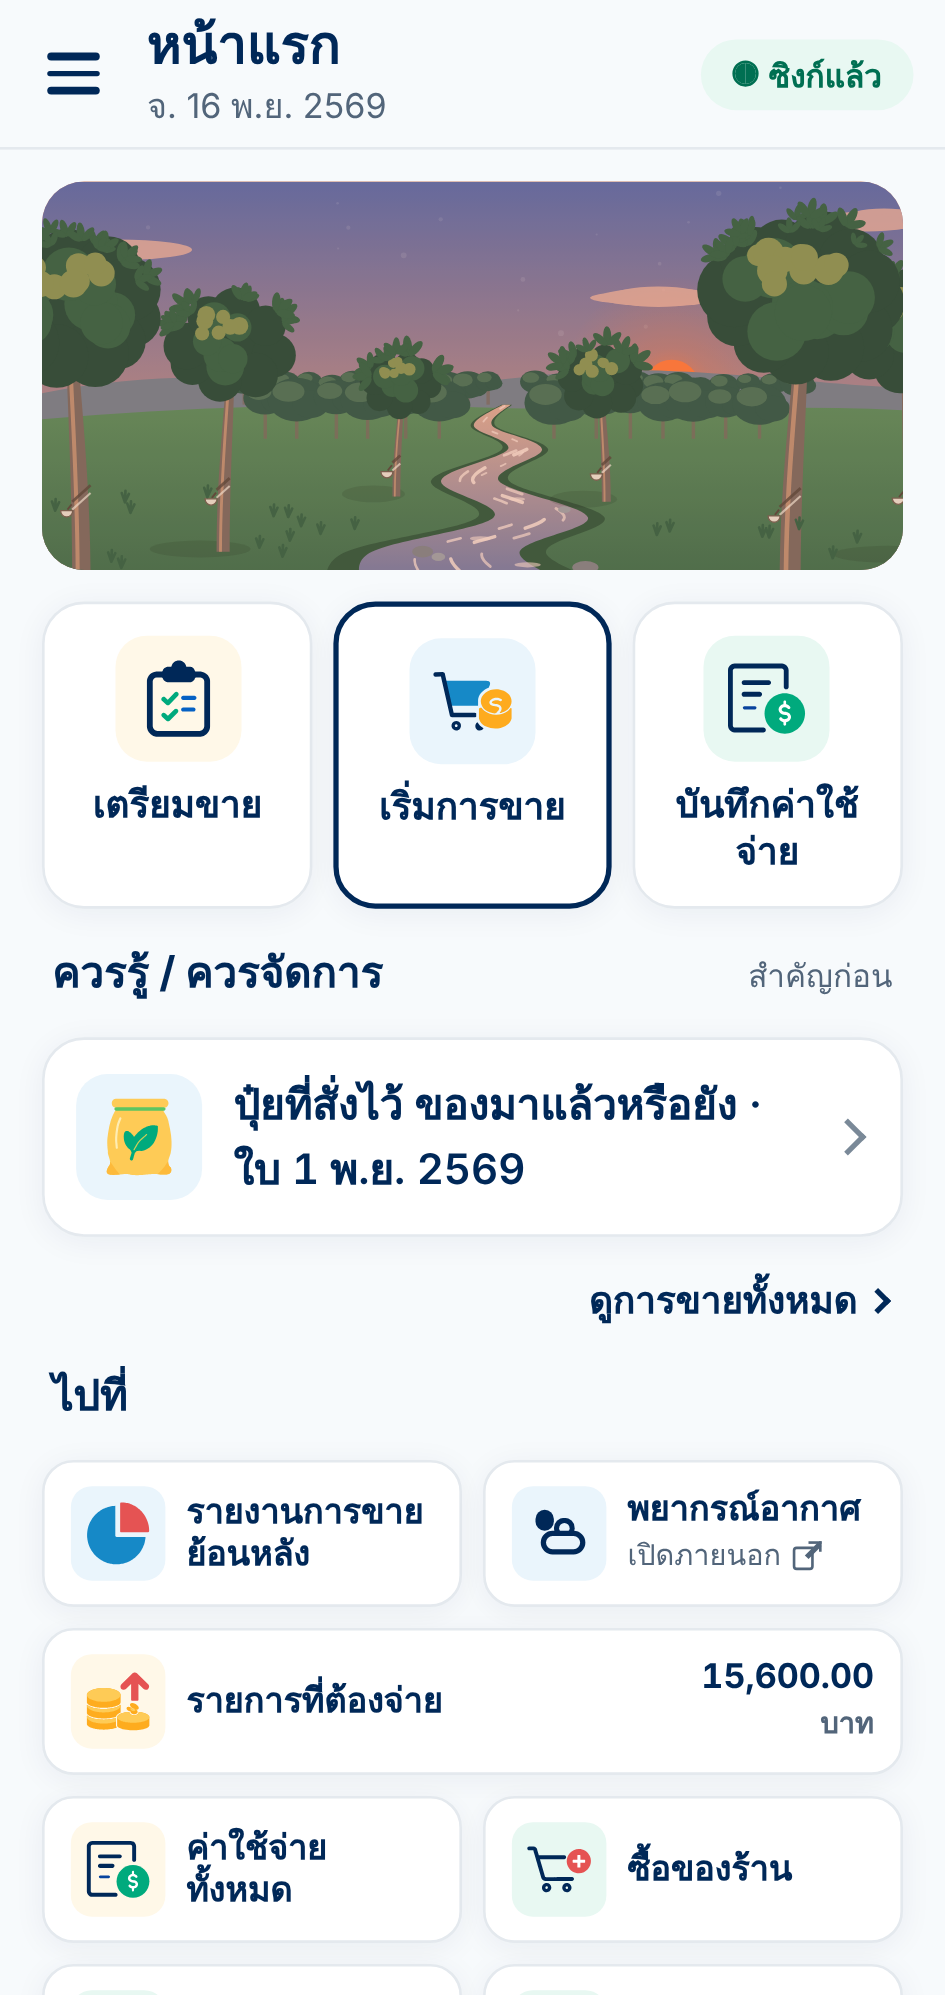 หน้าแรก
จ. 16 พ.ย. 2569
ซิงก์แล้ว
เตรียมขาย
เริ่มการขาย
บันทึกค่าใช้
จ่าย
ควรรู้ / ควรจัดการ
สำคัญก่อน
ปุ๋ยที่สั่งไว้ ของมาแล้วหรือยัง ·
ใบ 1 พ.ย. 2569
ดูการขายทั้งหมด
ไปที่
รายงานการขาย
ย้อนหลัง
พยากรณ์อากาศ
เปิดภายนอก
รายการที่ต้องจ่าย
15,600.00
บาท
ค่าใช้จ่าย
ทั้งหมด
ซื้อของร้าน